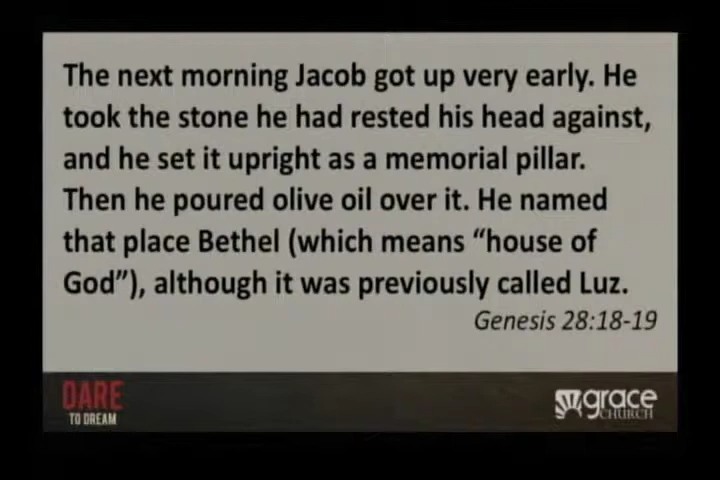 The next morning Jacob got up very early. He
took the stone he had rested his head against,
and he set it upright as a memorial pillar.
Then he poured olive oil over it. He named
that place Bethel (which means “house of
God”), although it was previously called Luz.
Genesis 28:18-19
DARE
TO DREAM
grace
CHURCH